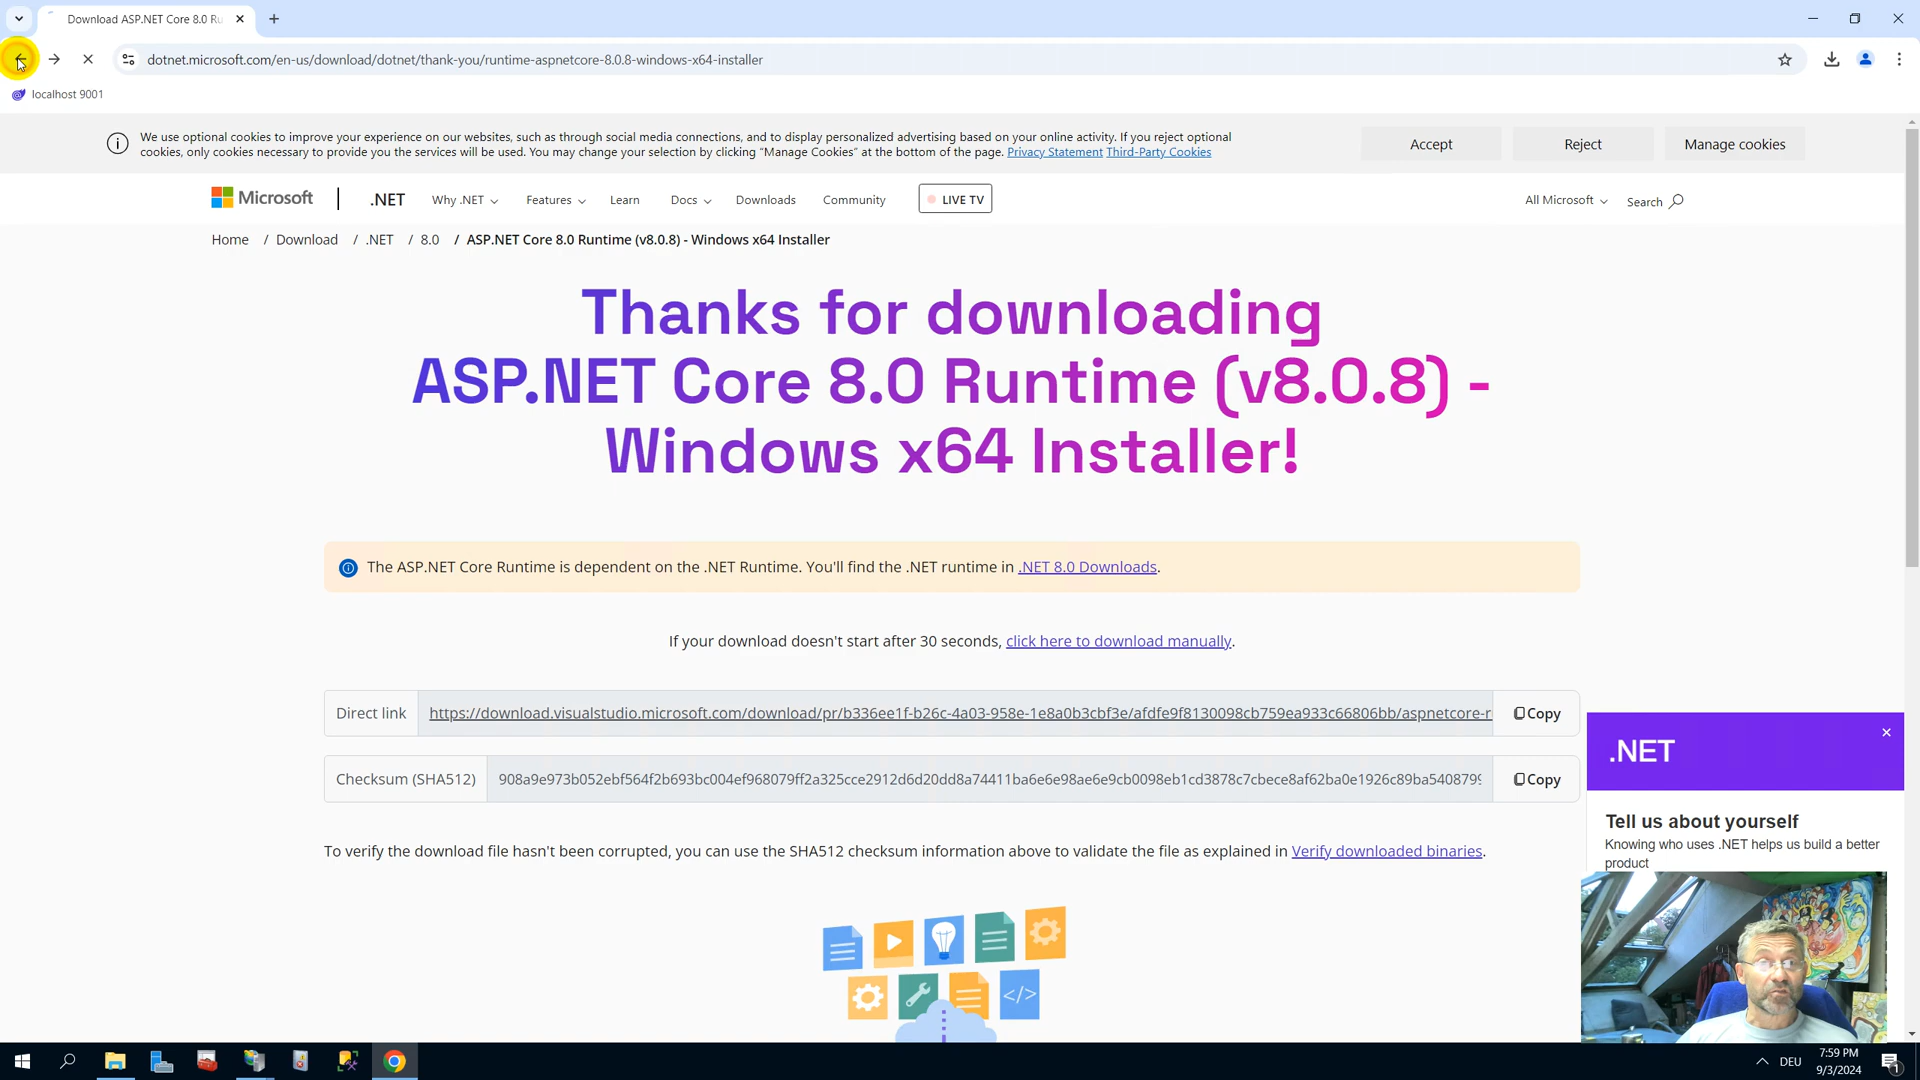 Download ASP.NET Core 8.0 Ru
dotnet.microsoft.com/en-us/download/dotnet/thank-you/runtime-aspnetcore-8.0.8-windows-x64-installer
localhost 9001
We use optional cookies to improve your experience on our websites, such as through social media connections, and to display personalized advertising based on your online activity. If you reject optional
cookies, only cookies necessary to provide you the services will be used. You may change your selection by clicking “Manage Cookies” at the bottom of the page. Privacy Statement Third-Party Cookies
Accept
Reject
Manage cookies
Microsoft
.NET
Why .NET
Features
Learn
Docs
Downloads
Community
LIVE TV
All Microsoft
Search
Home / Download / .NET / 8.0 / ASP.NET Core 8.0 Runtime (v8.0.8) - Windows x64 Installer
Thanks for downloading
ASP.NET Core 8.0 Runtime (v8.0.8) -
Windows x64 Installer!
The ASP.NET Core Runtime is dependent on the .NET Runtime. You'll find the .NET runtime in .NET 8.0 Downloads.
If your download doesn't start after 30 seconds, click here to download manually.
Direct link
https://download.visualstudio.microsoft.com/download/pr/b336ee1f-b26c-4a03-958e-1e8a0b3cbf3e/afdfe9f8130098cb759ea933c66806bb/aspnetcore-r
Copy
Checksum (SHA512)
908a9e973b052ebf564f2b693bc004ef968079ff2a325cce2912d6d20dd8a74411ba6e6e98ae6e9cb0098eb1cd3878c7cbece8af62ba0e1926c89ba5408799
Copy
To verify the download file hasn't been corrupted, you can use the SHA512 checksum information above to validate the file as explained in Verify downloaded binaries.
.NET
Tell us about yourself
Knowing who uses .NET helps us build a better
product
</>
DEU
7:59 PM
9/3/2024
1